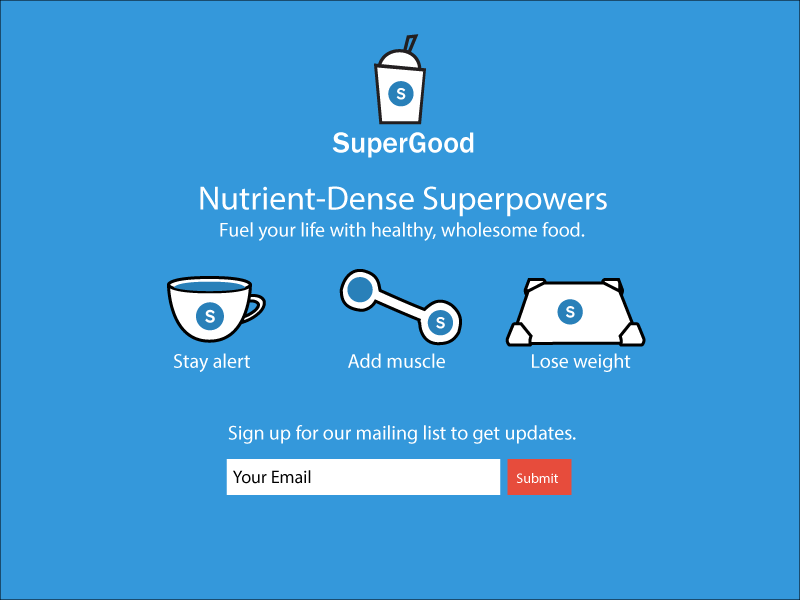 S
SuperGood
Nutrient-Dense Superpowers
Fuel your life with healthy, wholesome food.
S
S
S
Stay alert
Add muscle
Lose weight
Sign up for our mailing list to get updates.
Your Email
Submit